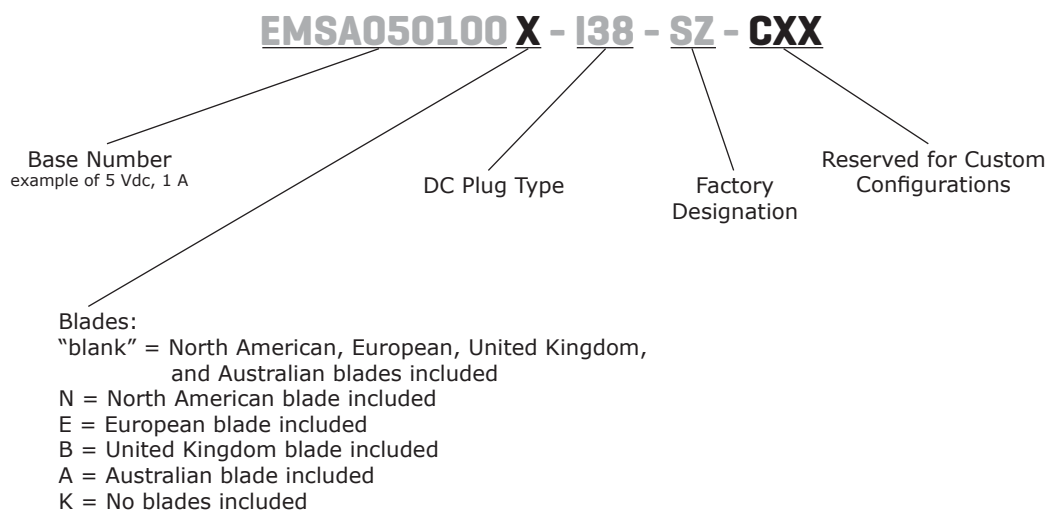 EMSA050100 X - I38 - SZ - CXX
Base Number
example of 5 Vdc, 1 A
DC Plug Type
Factory
Designation
Reserved for Custom
Configurations
Blades:
“blank” = North American, European, United Kingdom,
and Australian blades included
N = North American blade included
E = European blade included
B = United Kingdom blade included
A = Australian blade included
K = No blades included